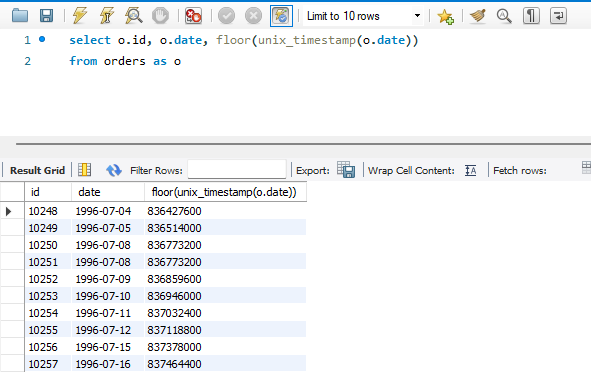 Limit to 10 rows
1 select o.id, o.date, floor(unix_timestamp(o.date))
2 from orders as o
Result Grid Filter Rows: Export: Wrap Cell Content: Fetch rows:
id date floor(unix_timestamp(o.date))
10248 1996-07-04 836427600
10249 1996-07-05 836514000
10250 1996-07-08 836773200
10251 1996-07-08 836773200
10252 1996-07-09 836859600
10253 1996-07-10 836946000
10254 1996-07-11 837032400
10255 1996-07-12 837118800
10256 1996-07-15 837378000
10257 1996-07-16 837464400